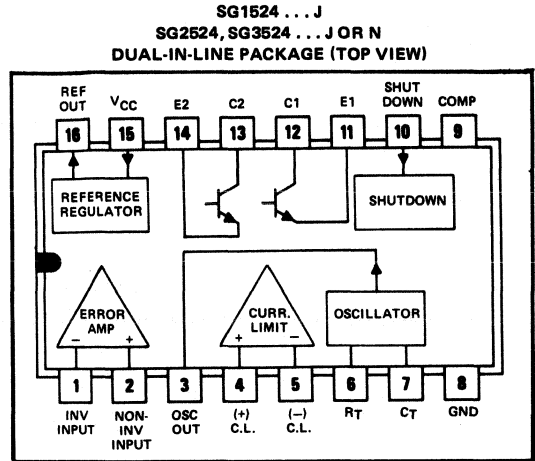 SG1524 . . . J
SG2524, SG3524 . . . J OR N
DUAL-IN-LINE PACKAGE (TOP VIEW)
REF OUT
VCC
E2
C2
C1
E1
SHUT DOWN
COMP
16 15 14 13 12 11 10 9
REFERENCE
REGULATOR
SHUTDOWN
ERROR
AMP
- +
CURR.
LIMIT
+ −
OSCILLATOR
1 2 3 4 5 6 7 8
INV
INPUT
NON-
INV
INPUT
OSC
OUT
(+)
C.L.
(−)
C.L.
RT
CT
GND